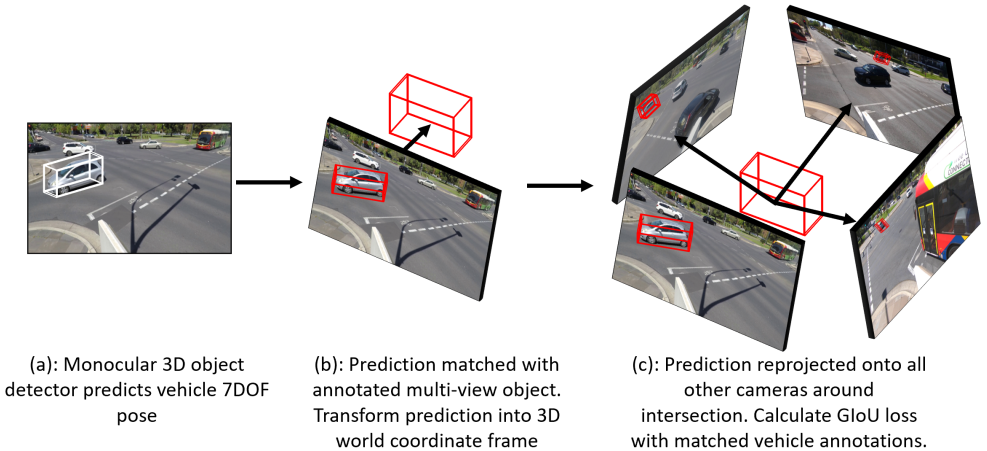 (a): Monocular 3D object
detector predicts vehicle 7DOF
pose
(b): Prediction matched with
annotated multi-view object.
Transform prediction into 3D
world coordinate frame
(c): Prediction reprojected onto all
other cameras around
intersection. Calculate GIoU loss
with matched vehicle annotations.